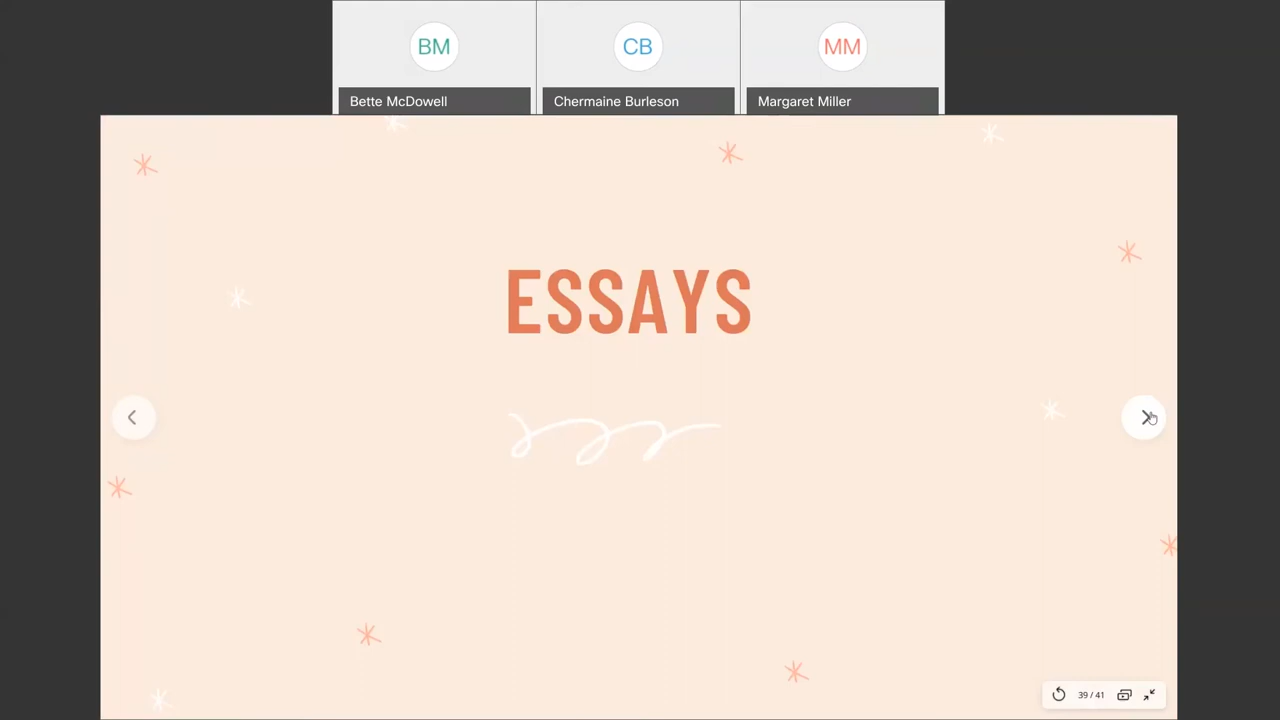 BM
CB
MM
Bette McDowell
Chermaine Burleson
Margaret Miller
ESSAYS
39 / 41